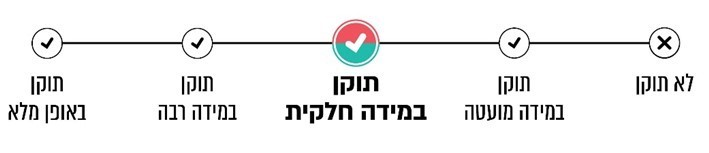 לא תוקן
תוקן
במידה מועטה
תוקן
במידה חלקית
תוקן
במידה רבה
תוקן
באופן מלא